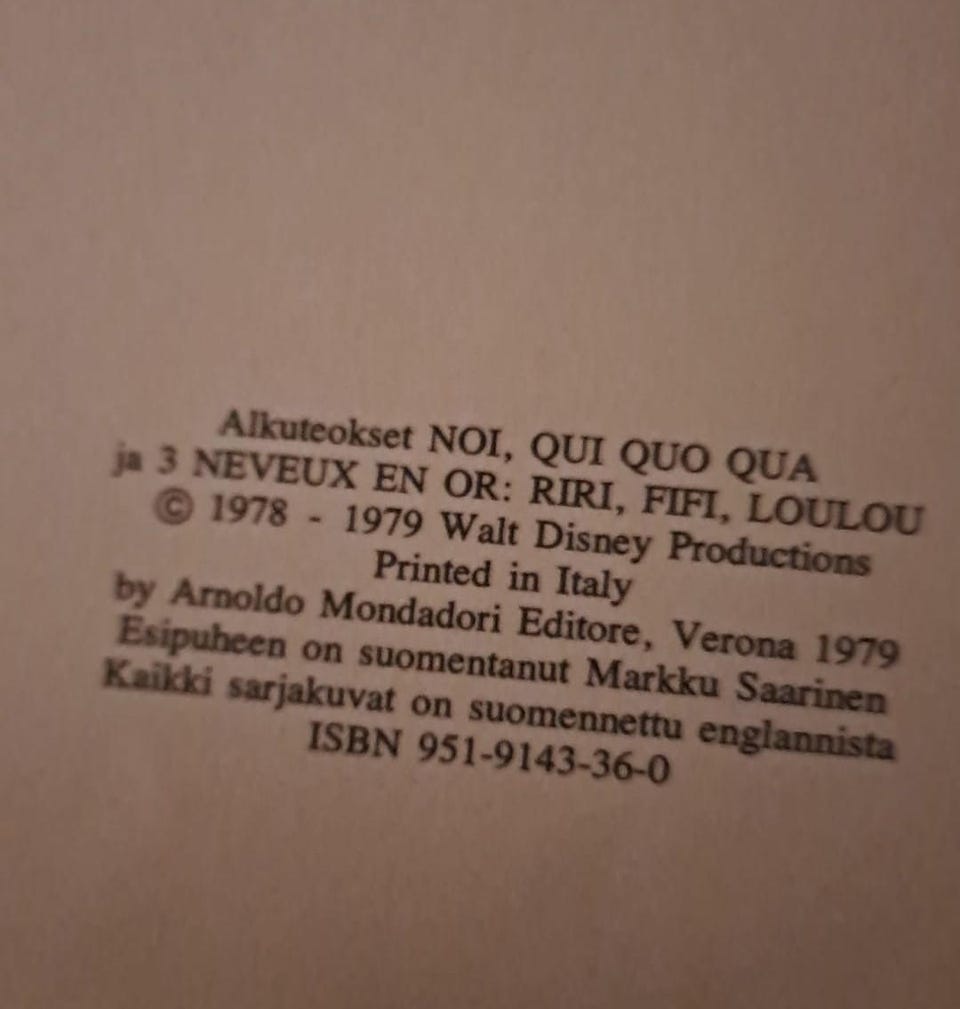 Alkuteokset NOI, QUI QUO QUA
ja 3 NEVEUX EN OR: RIRI, FIFI, LOULOU
© 1978 - 1979 Walt Disney Productions
Printed in Italy
by Arnoldo Mondadori Editore, Verona 1979
Esipuheen on suomentanut Markku Saarinen
Kaikki sarjakuvat on suomennettu englannista
ISBN 951-9143-36-0